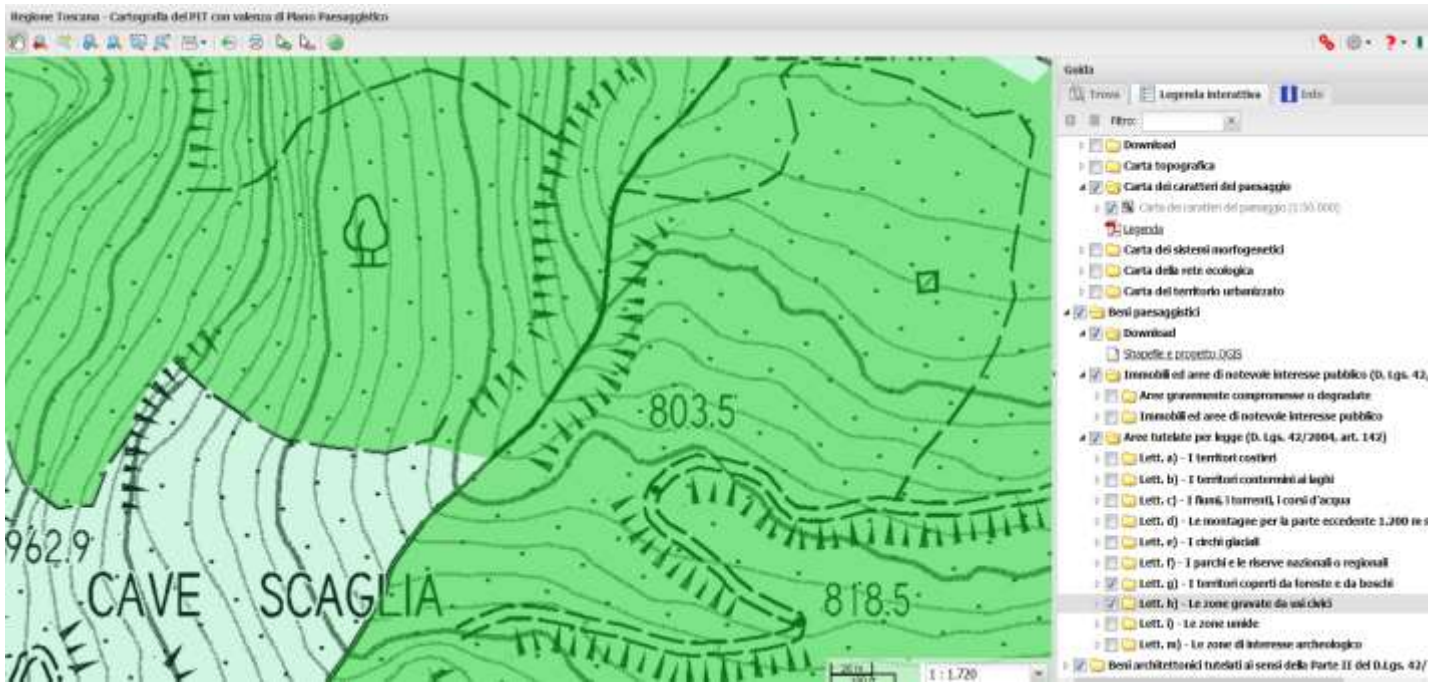 Regione Toscana - Cartografia del PIT con valenza di Piano Paesaggistico
Guida
Trova
Legenda interattiva
Info
filtro:
Download
Carta topografica
Carta dei caratteri del paesaggio
Carta dei caratteri del paesaggio (1:50.000)
Legenda
Carta dei sistemi morfogenetici
Carta della rete ecologica
Carta del territorio urbanizzato
Beni paesaggistici
Download
Shapefile e progetto QGIS
Immobili ed aree di notevole interesse pubblico (D. Lgs. 42/
Aree gravemente compromesse o degradate
Immobili ed aree di notevole interesse pubblico
Aree tutelate per legge (D. Lgs. 42/2004, art. 142)
Lett. a) - I territori costieri
Lett. b) - I territori contermini ai laghi
Lett. c) - I fiumi, i torrenti, i corsi d'acqua
Lett. d) - Le montagne per la parte eccedente 1.200 m s
Lett. e) - I circhi glaciali
Lett. f) - I parchi e le riserve nazionali o regionali
Lett. g) - I territori coperti da foreste e da boschi
Lett. h) - Le zone gravate da usi civici
Lett. i) - Le zone umide
Lett. m) - Le zone di interesse archeologico
Beni architettonici tutelati ai sensi della Parte II del D.Lgs. 42/
803.5
962.9
CAVE SCAGLIA
818.5
1 : 1.720